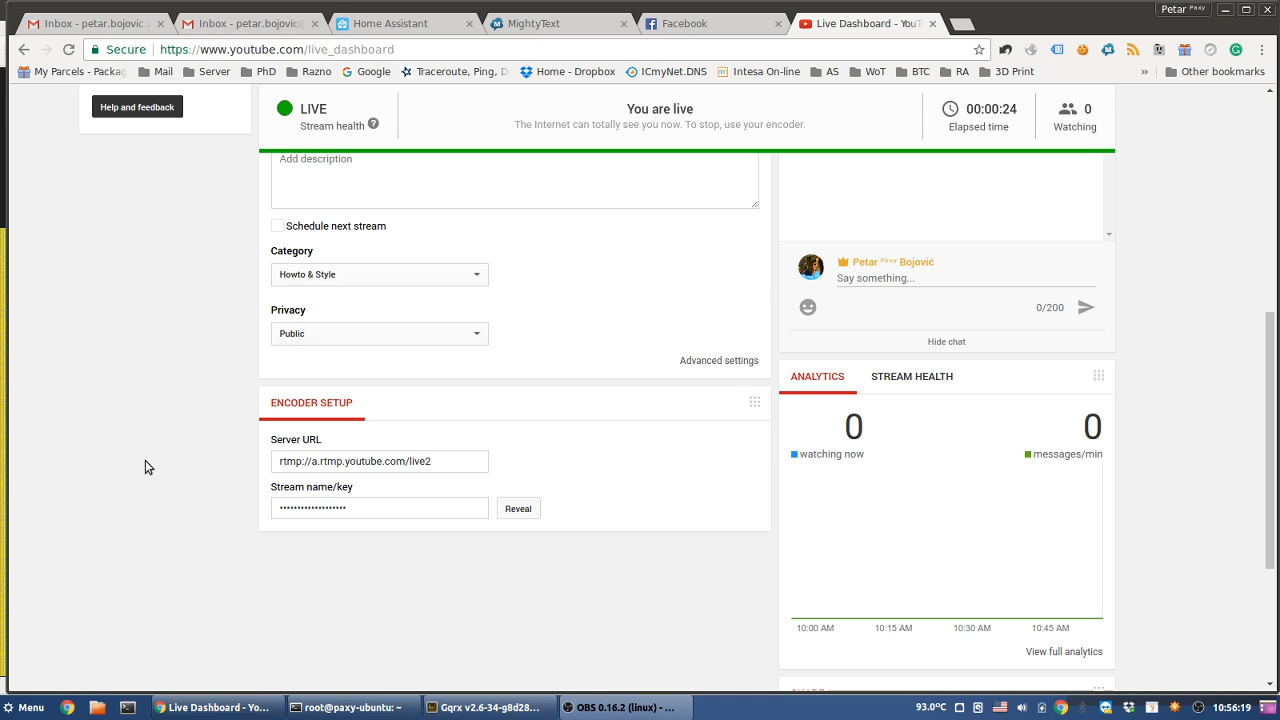 Petar ᴾᵃˣʸ
Inbox - petar.bojovic.
Inbox - petar.bojovic@
Home Assistant
MightyText
Facebook
Live Dashboard - YouT
Secure
https://www.youtube.com/live_dashboard
My Parcels - Packag
Mail
Server
PhD
Razno
Google
Traceroute, Ping, D
Home - Dropbox
ICmyNet.DNS
Intesa On-line
AS
WoT
BTC
RA
3D Print
»
Other bookmarks
Help and feedback
LIVE
Stream health
You are live
The Internet can totally see you now. To stop, use your encoder.
00:00:24
Elapsed time
0
Watching
Add description
Schedule next stream
Category
Howto & Style
Privacy
Public
Advanced settings
Petar ᴾᵃˣʸ Bojović
Say something...
0/200
Hide chat
ENCODER SETUP
Server URL
rtmp://a.rtmp.youtube.com/live2
Stream name/key
•••••••••••••••••••
Reveal
ANALYTICS
STREAM HEALTH
0
watching now
0
messages/min
10:00 AM
10:15 AM
10:30 AM
10:45 AM
View full analytics
Menu
Live Dashboard - Yo...
root@paxy-ubuntu: ~
Gqrx v2.6-34-g8d28...
OBS 0.16.2 (linux) - ...
93.0°C
10:56:19